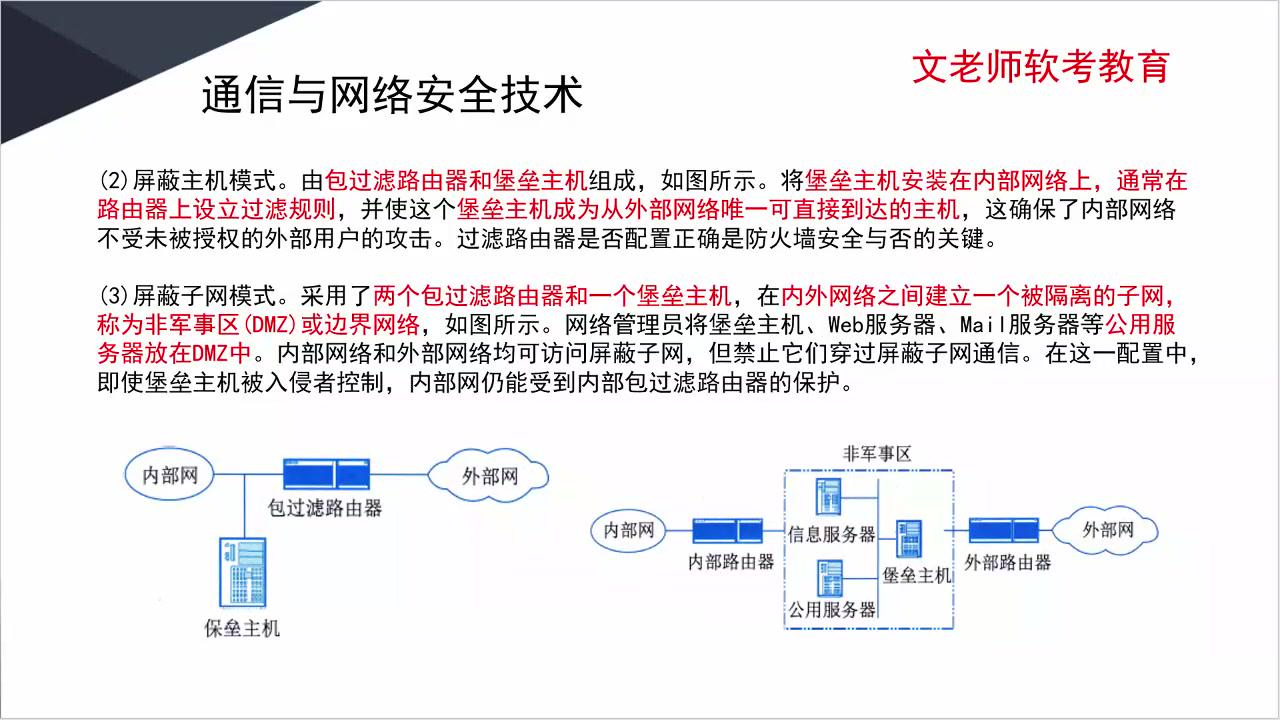 文老师软考教育
通信与网络安全技术
(2)屏蔽主机模式。由包过滤路由器和堡垒主机组成，如图所示。将堡垒主机安装在内部网络上，通常在
路由器上设立过滤规则，并使这个堡垒主机成为从外部网络唯一可直接到达的主机，这确保了内部网络
不受未被授权的外部用户的攻击。过滤路由器是否配置正确是防火墙安全与否的关键。
(3)屏蔽子网模式。采用了两个包过滤路由器和一个堡垒主机，在内外网络之间建立一个被隔离的子网，
称为非军事区(DMZ)或边界网络，如图所示。网络管理员将堡垒主机、Web服务器、Mail服务器等公用服
务器放在DMZ中。内部网络和外部网络均可访问屏蔽子网，但禁止它们穿过屏蔽子网通信。在这一配置中，
即使堡垒主机被入侵者控制，内部网仍能受到内部包过滤路由器的保护。
内部网
包过滤路由器
外部网
保垒主机
非军事区
内部网
内部路由器
信息服务器
公用服务器
堡垒主机
外部路由器
外部网